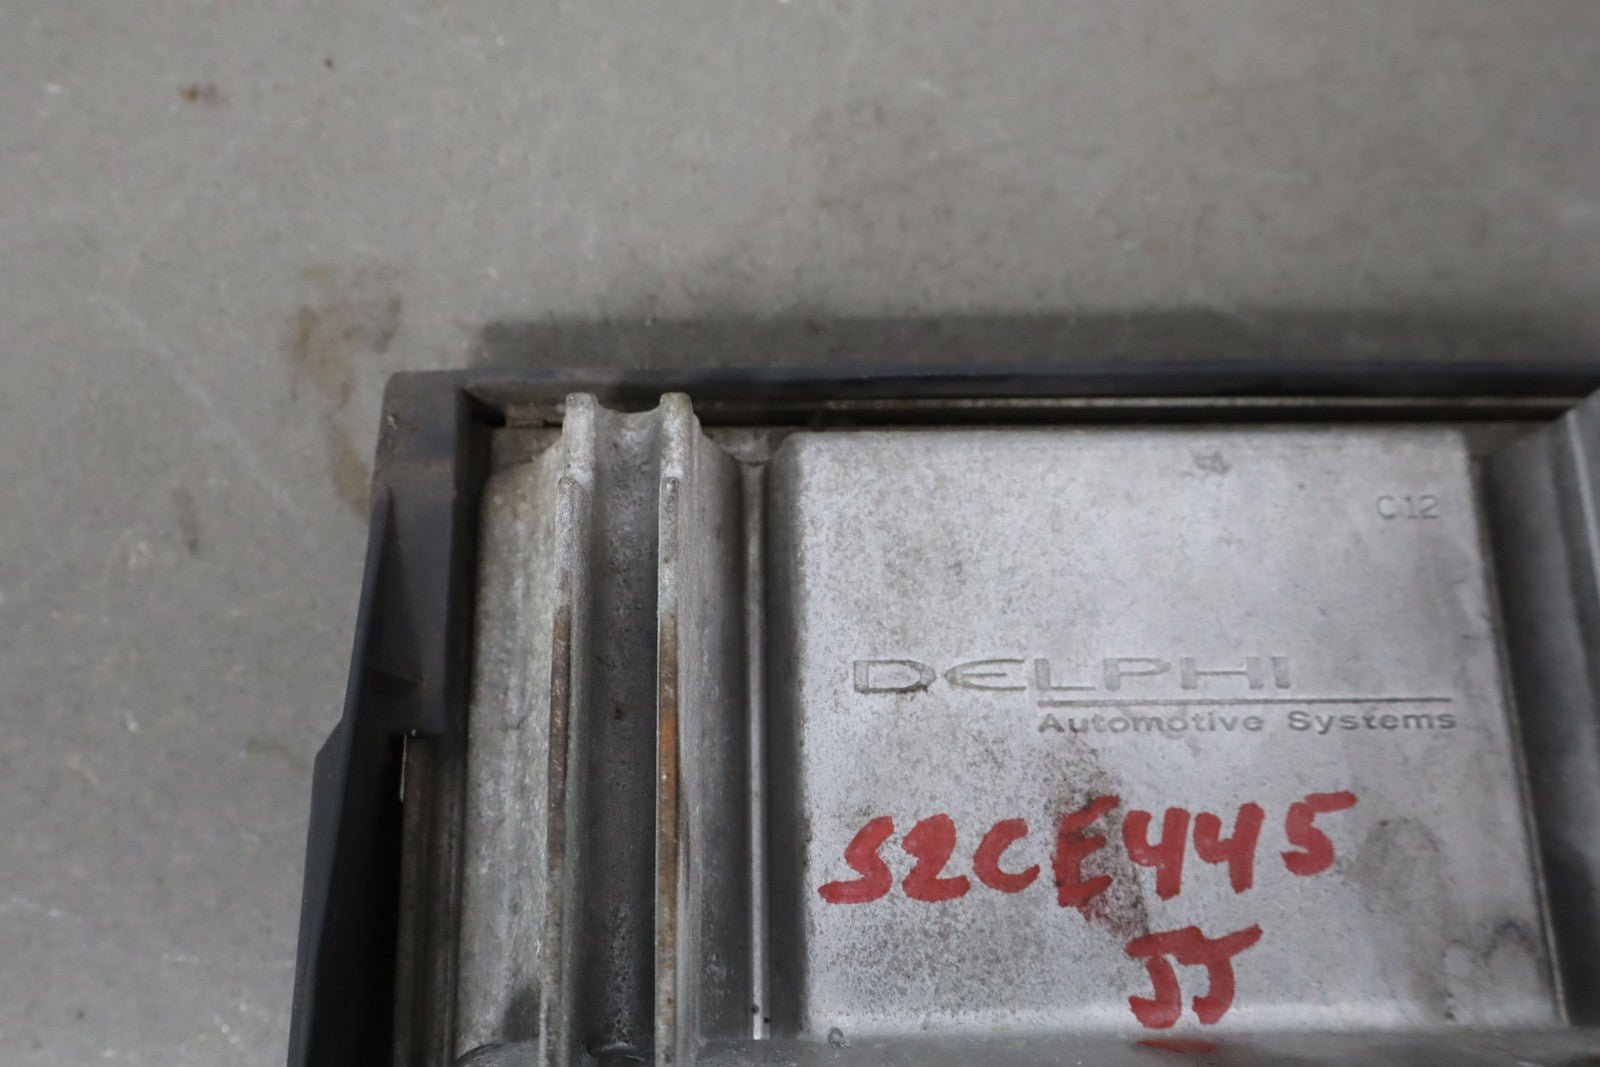 C12
DELPHI
Automotive Systems
S2CE445
JJ